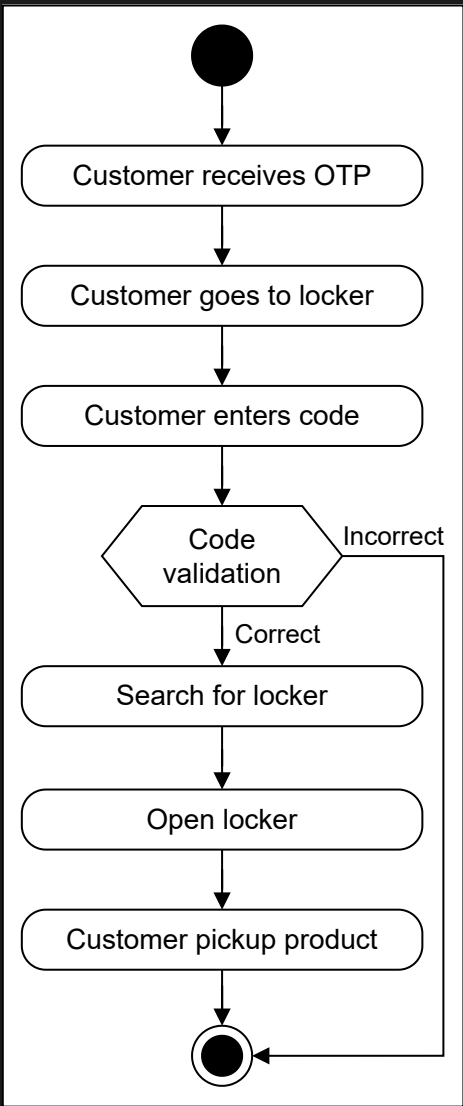 Customer receives OTP
Customer goes to locker
Customer enters code
Code
validation
Incorrect
Correct
Search for locker
Open locker
Customer pickup product